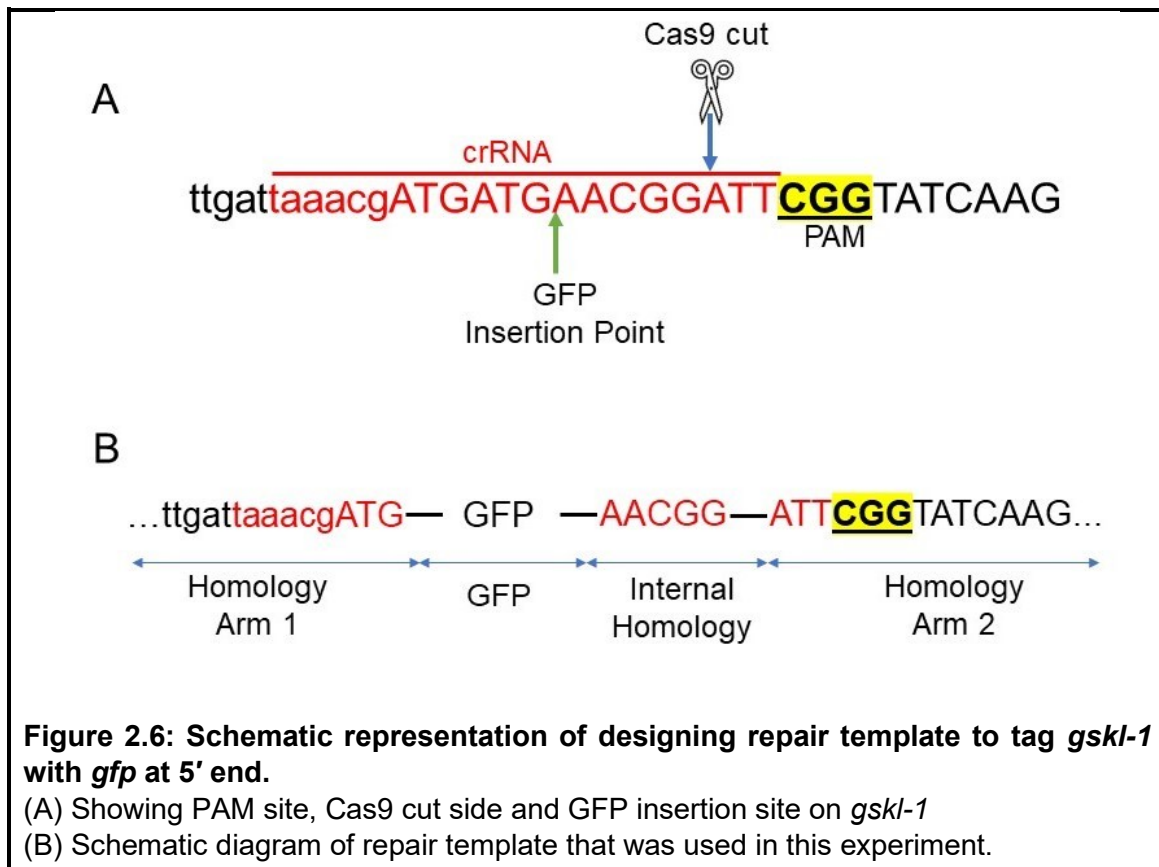 Cas9 cut
A
crRNA
ttgattaaacgATGATGAACGGATTCGGTATCAAG
PAM
GFP
Insertion Point
B
...ttgattaaacgATG— GFP —AACGG—ATTCGGTATCAAG...
Homology Arm 1
GFP
Internal Homology
Homology Arm 2
Figure 2.6: Schematic representation of designing repair template to tag gskl-1
with gfp at 5′ end.
(A) Showing PAM site, Cas9 cut side and GFP insertion site on gskl-1
(B) Schematic diagram of repair template that was used in this experiment.